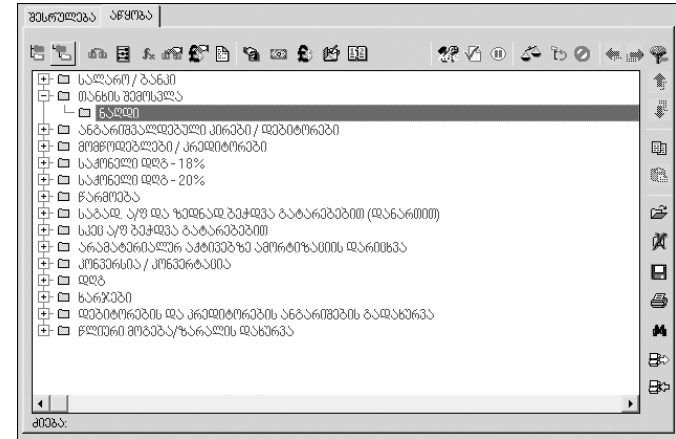 შესრულება აწყობა
სალარო / ბანკი
თანხის შემოსვლა
ნაღდი
ანგარიშვალდებული პირები / დებიტორები
მომწოდებლები / კრედიტორები
საქონელი დღგ - 18%
საქონელი დღგ - 20%
წარმოება
საგად. ა/ფ და ზედნად. ბეჭდვა გატარებებით (დანართით)
სკეც ა/ფ ბეჭდვა გატარებებით
არამატერიალურ აქტივებზე ამორტიზაციის დარიცხვა
კონვერსია / კონვერტაცია
დღგ
ხარჯები
დებიტორების და კრედიტორების ანგარიშების გადახურვა
წლიური მოგება/ზარალის დახურვა
ძიება: